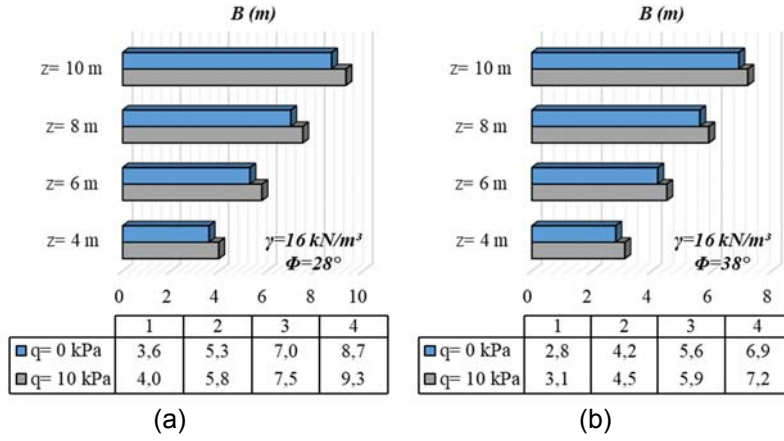 B (m)
z= 10 m
z= 8 m
z= 6 m
z= 4 m
γ=16 kN/m³
Φ=28°
0 2 4 6 8 10
1 2 3 4
q= 0 kPa 3,6 5,3 7,0 8,7
q= 10 kPa 4,0 5,8 7,5 9,3
(a)
B (m)
z= 10 m
z= 8 m
z= 6 m
z= 4 m
γ=16 kN/m³
Φ=38°
0 2 4 6 8
1 2 3 4
q= 0 kPa 2,8 4,2 5,6 6,9
q= 10 kPa 3,1 4,5 5,9 7,2
(b)